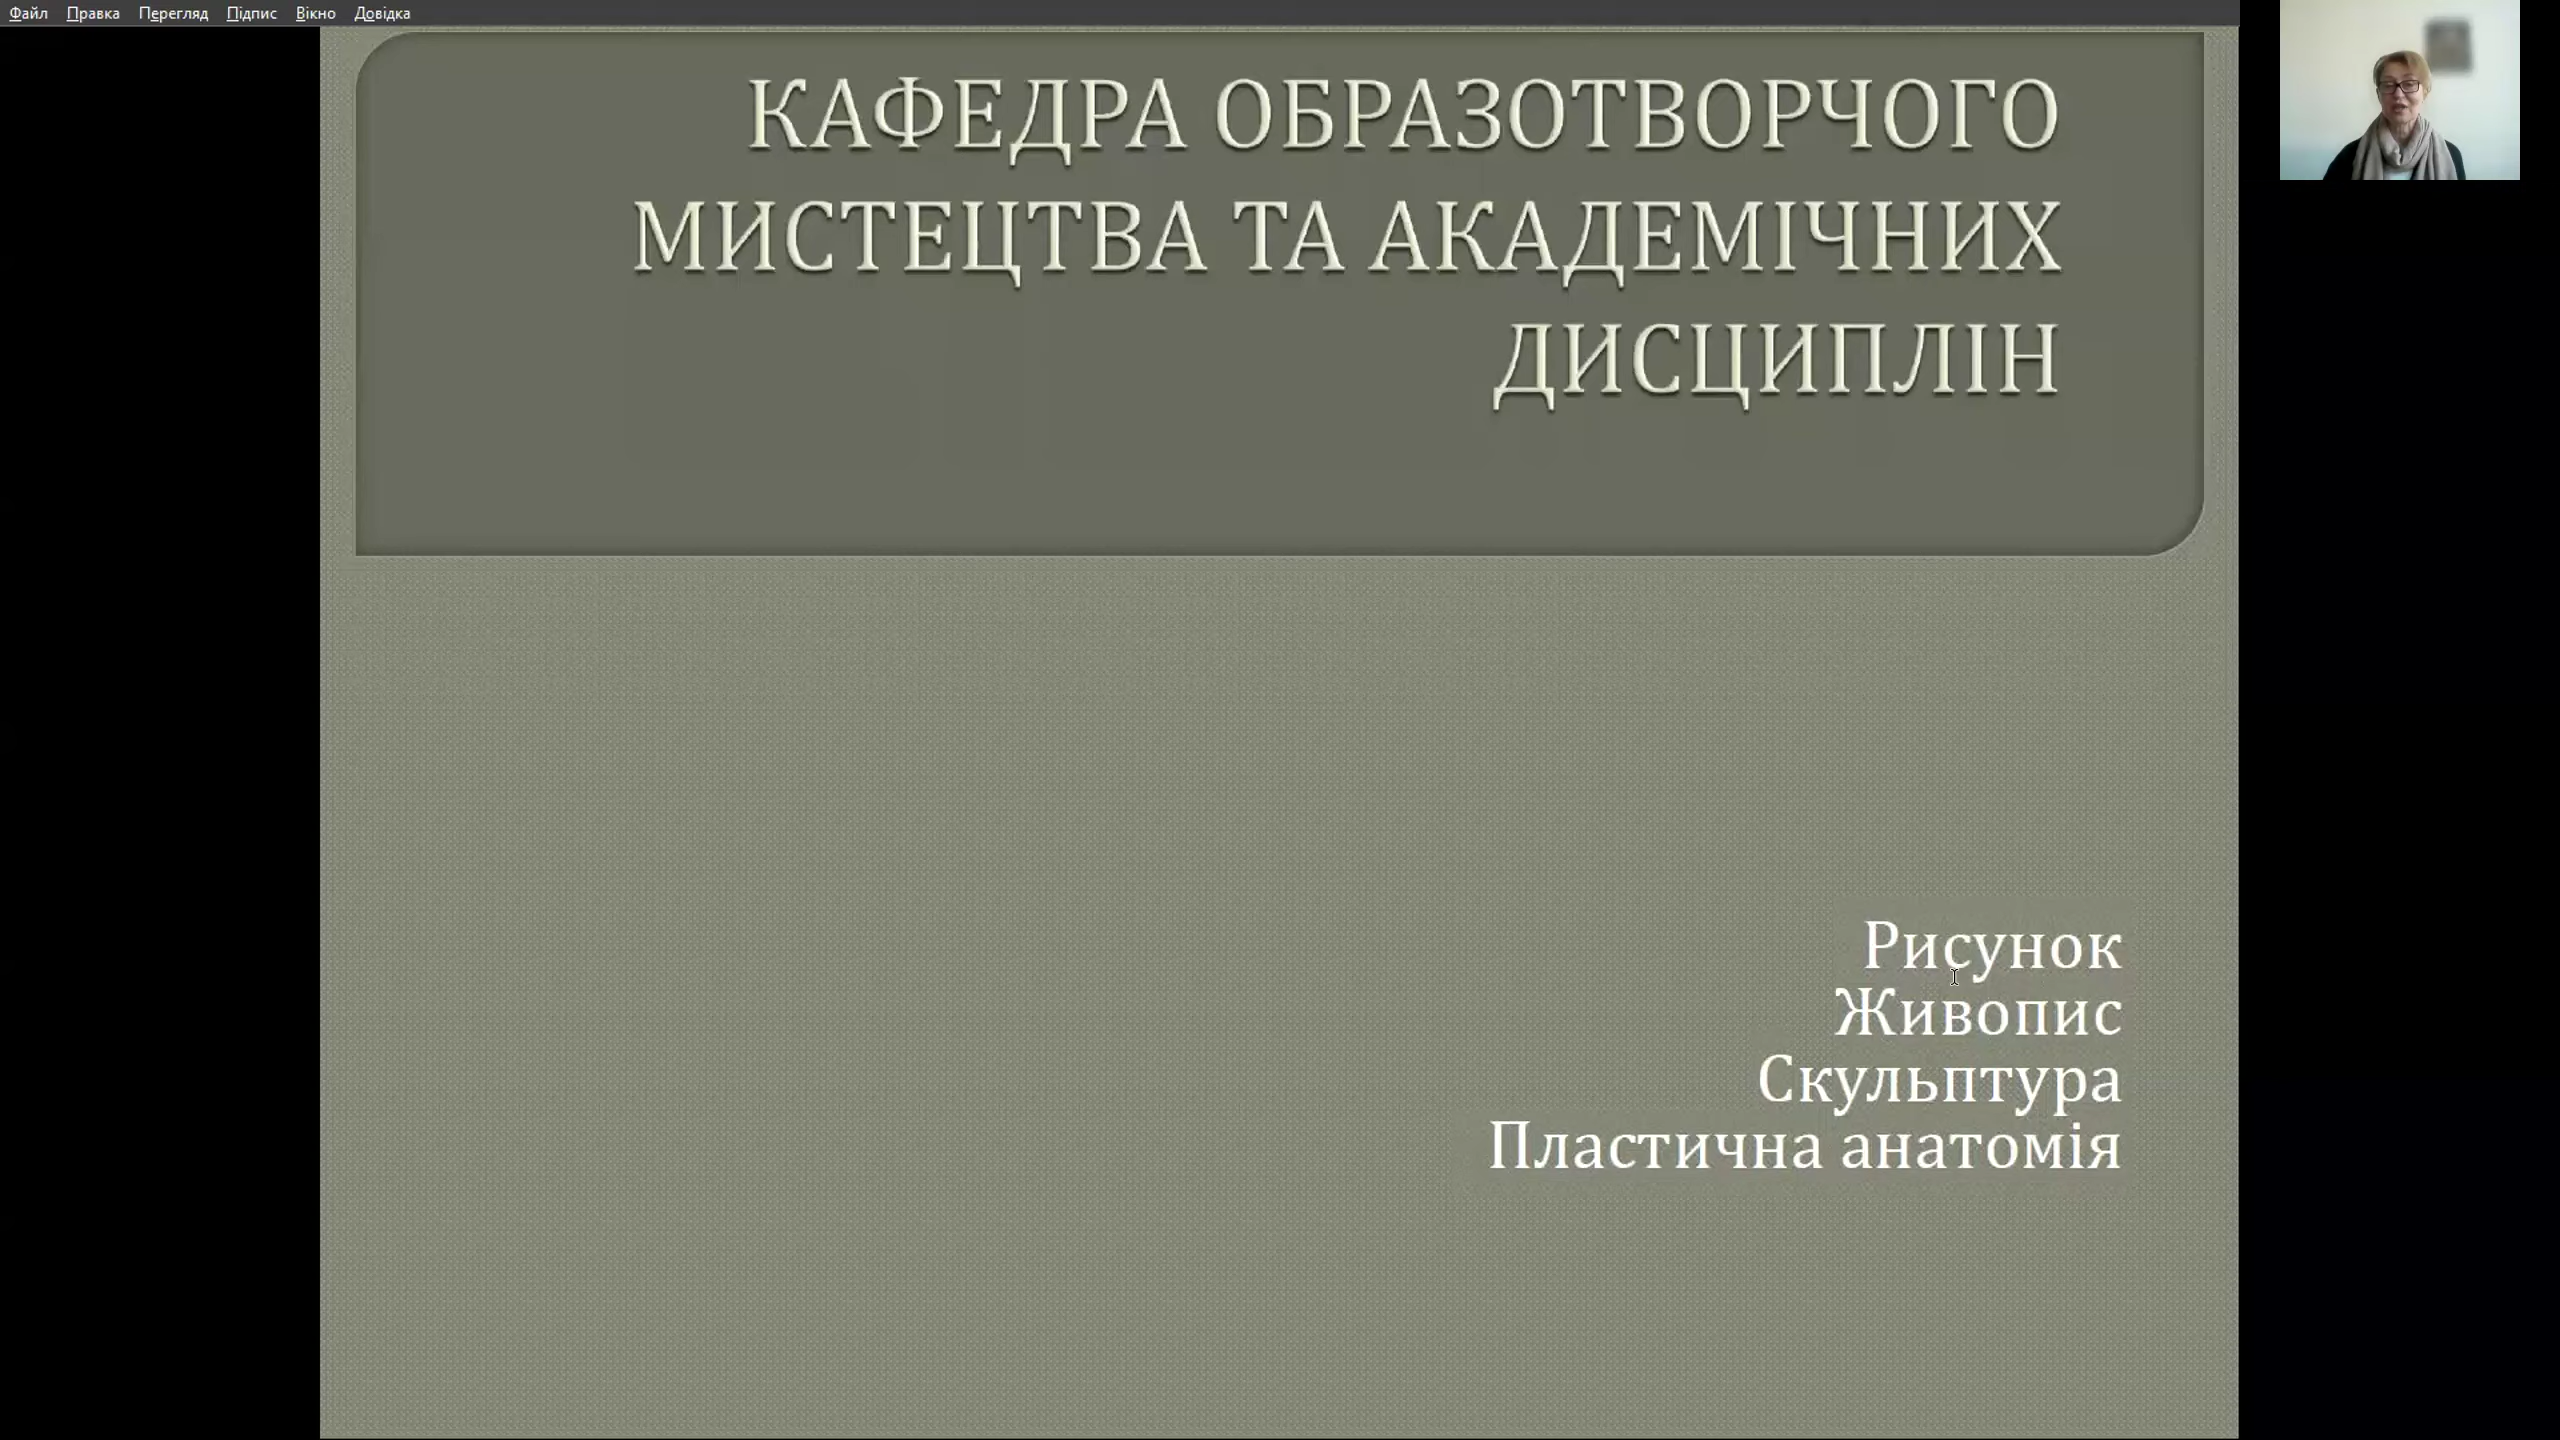 Файл Правка Перегляд Підпис Вікно Довідка
КАФЕДРА ОБРАЗОТВОРЧОГО
МИСТЕЦТВА ТА АКАДЕМІЧНИХ
ДИСЦИПЛІН
Рисунок
Живопис
Скульптура
Пластична анатомія